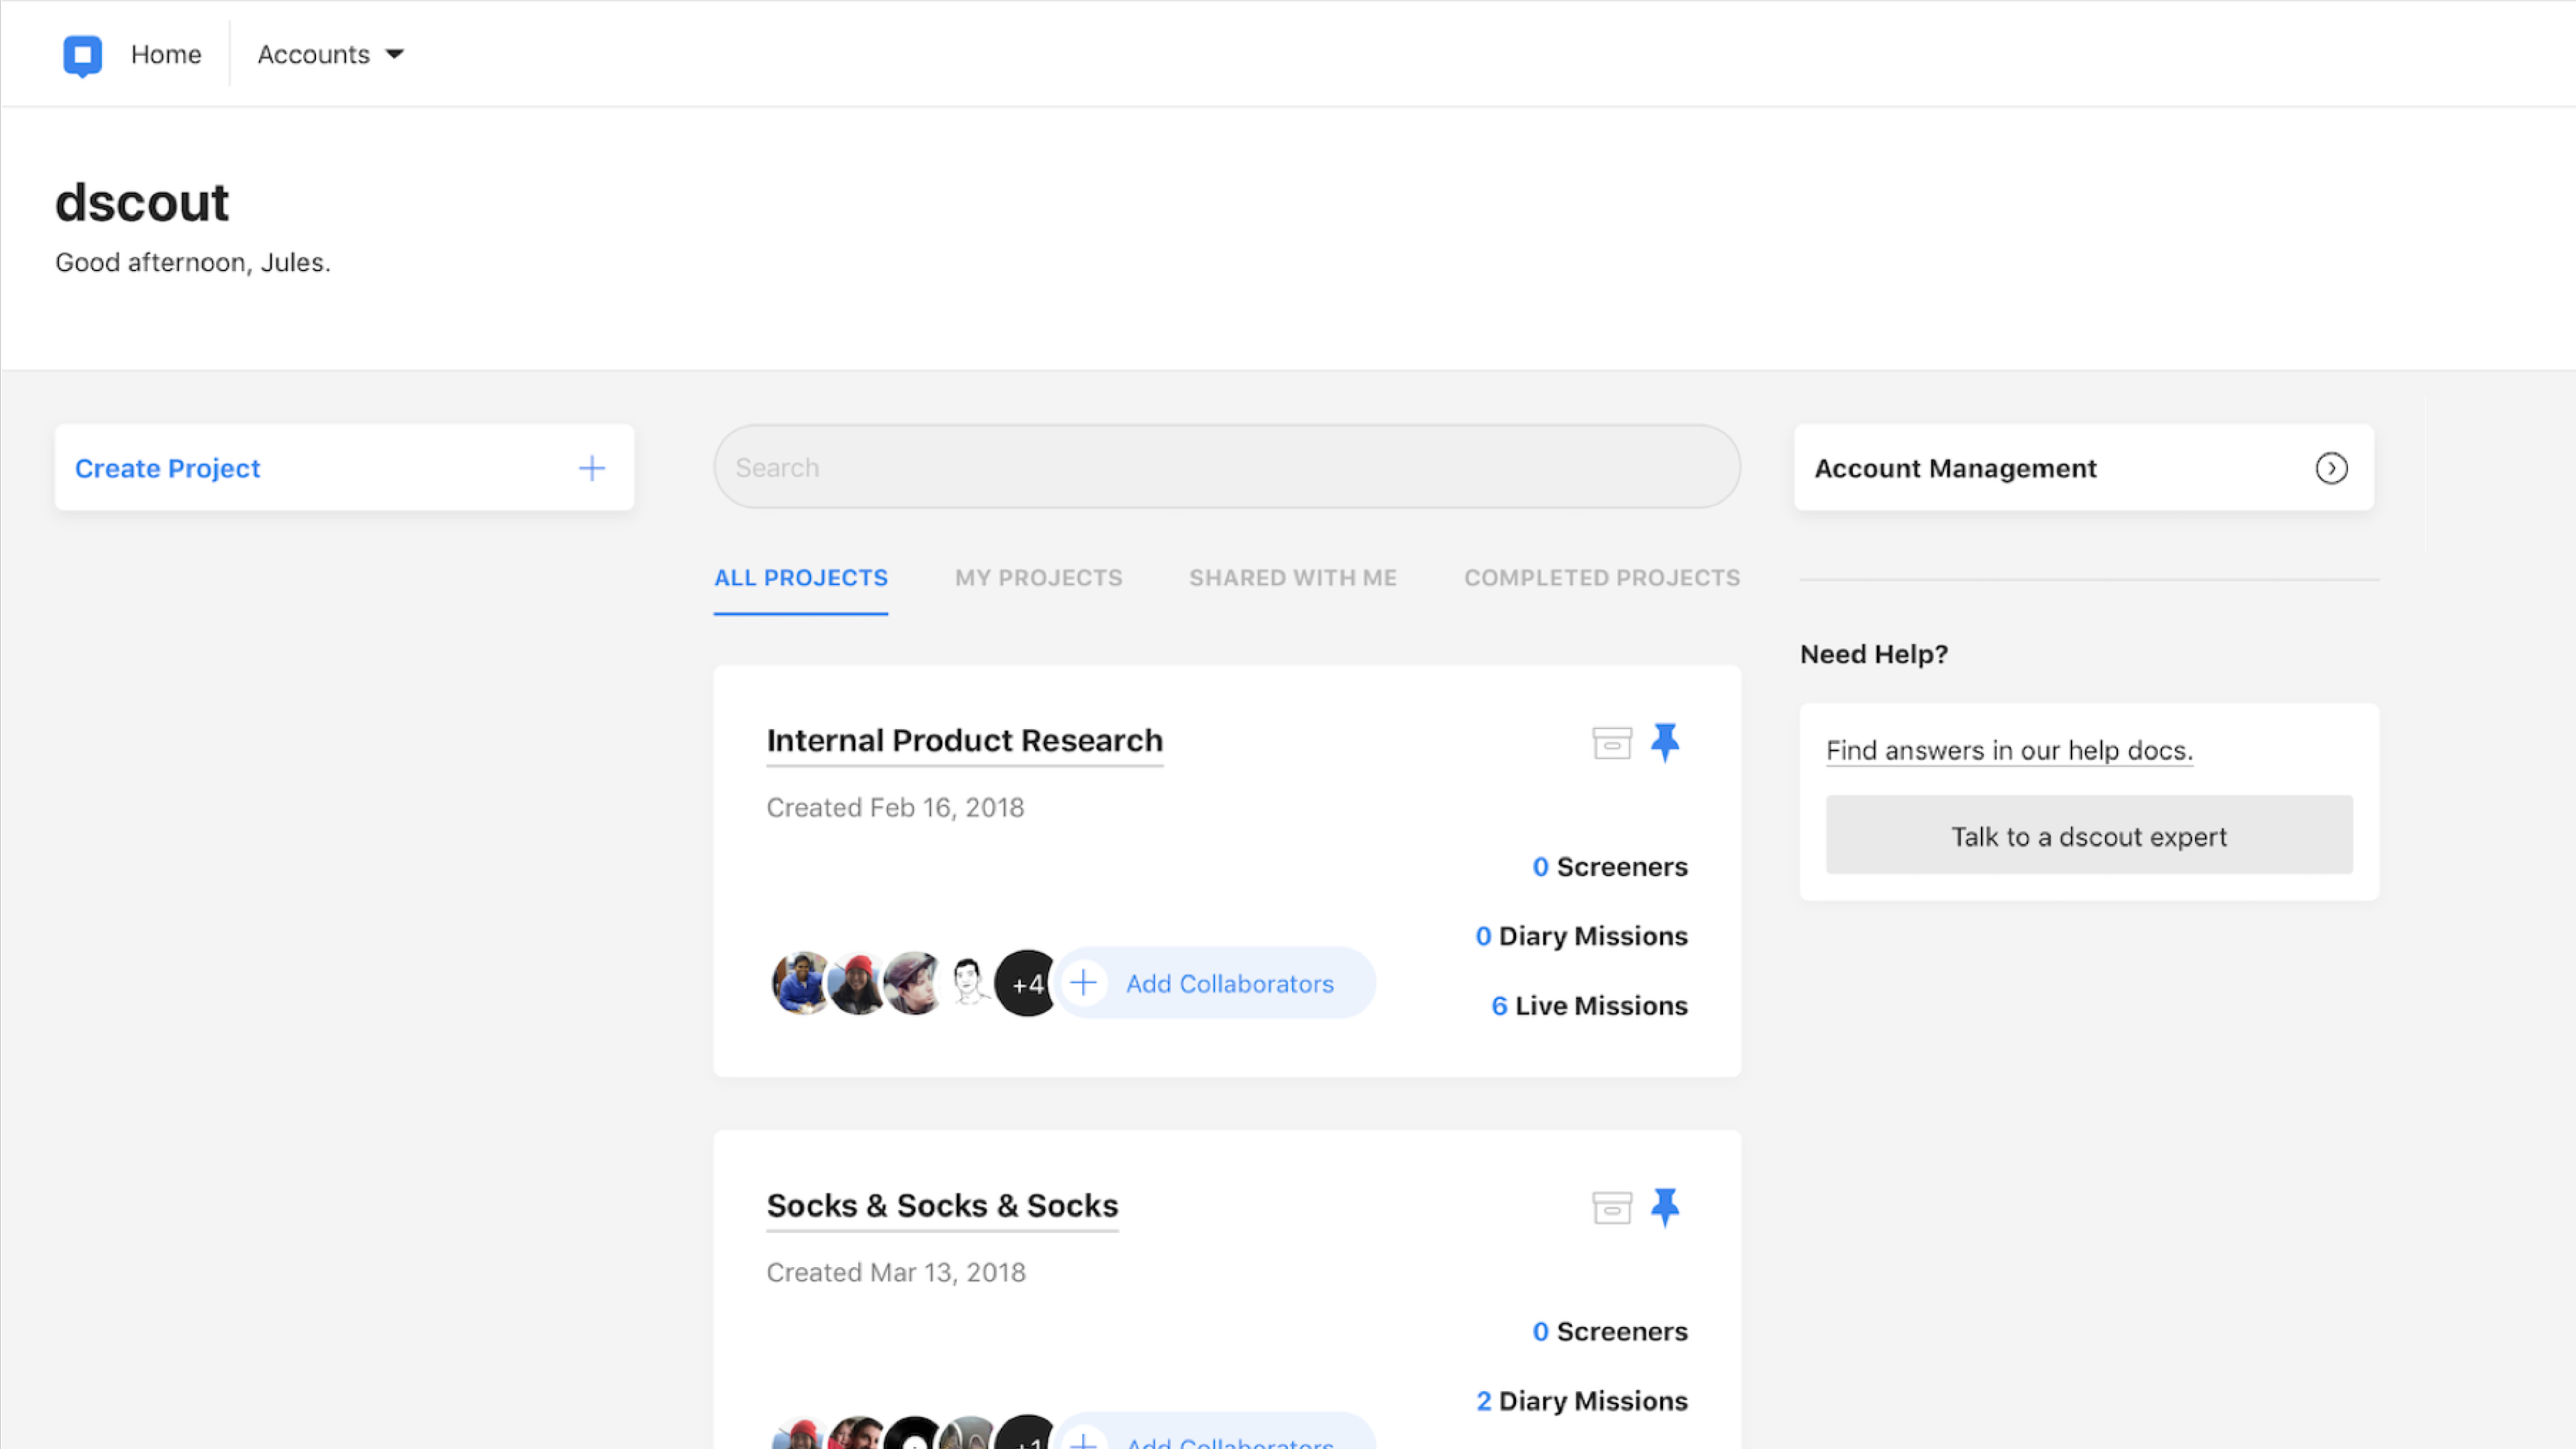 Home
Accounts
dscout
Good afternoon, Jules.
Create Project
Search
Account Management
ALL PROJECTS
MY PROJECTS
SHARED WITH ME
COMPLETED PROJECTS
Need Help?
Find answers in our help docs.
Talk to a dscout expert
Internal Product Research
Created Feb 16, 2018
0 Screeners
0 Diary Missions
6 Live Missions
+4
Add Collaborators
Socks & Socks & Socks
Created Mar 13, 2018
0 Screeners
2 Diary Missions
+1
Add Collaborators